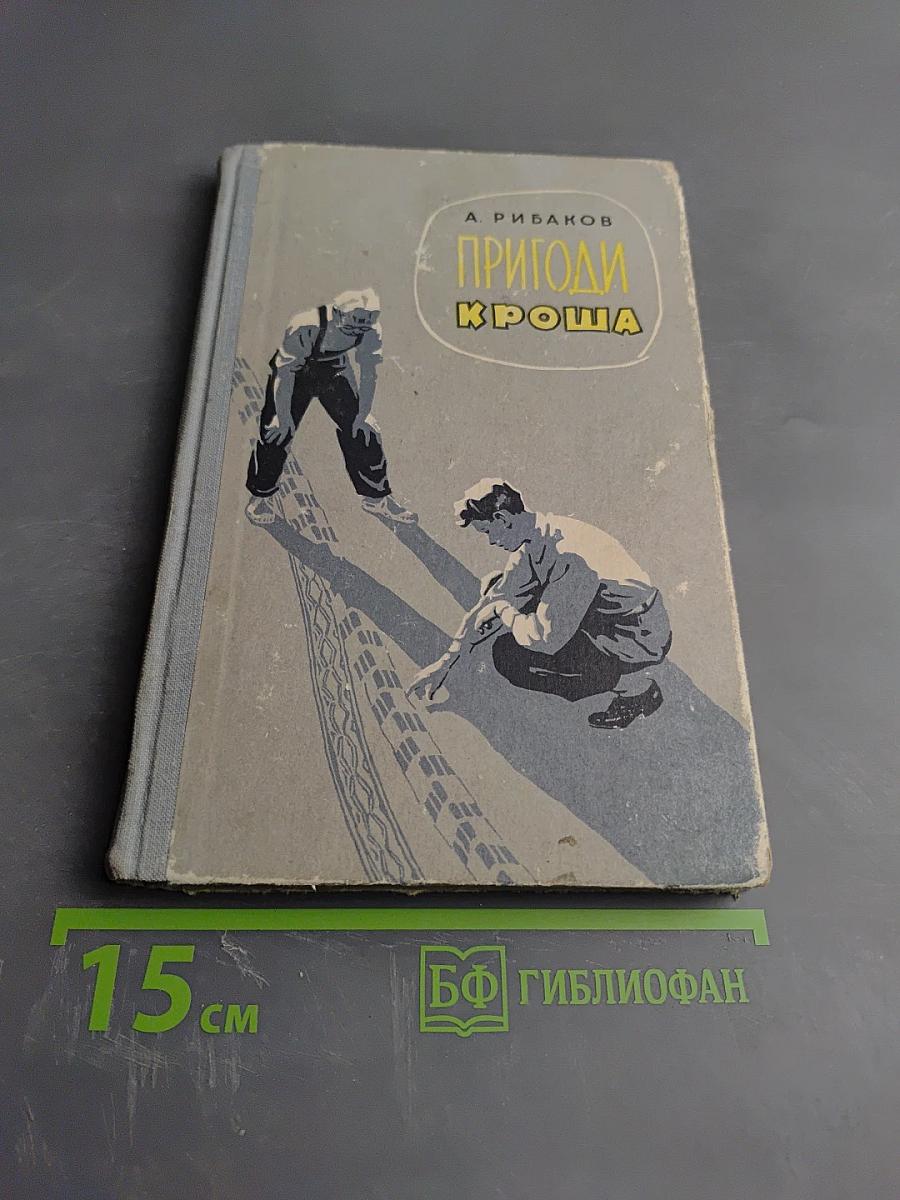 А. РИБАКОВ
ПРИГОДИ
КРОША
15 см
БФ ГИБЛИОФАН